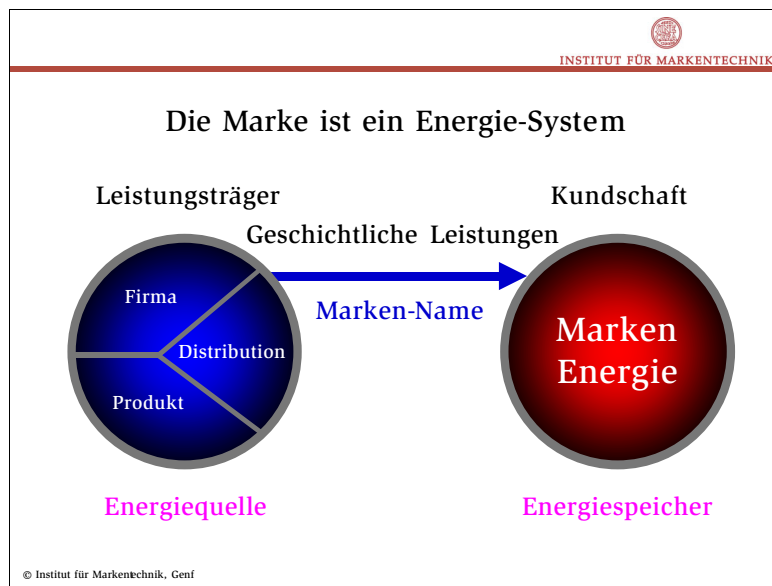 INSTITUT FÜR MARKENTECHNIK
Die Marke ist ein Energie-System
Leistungsträger
Kundschaft
Geschichtliche Leistungen
Marken-Name
Firma
Distribution
Produkt
Marken
Energie
Energiequelle
Energiespeicher
© Institut für Markentechnik, Genf